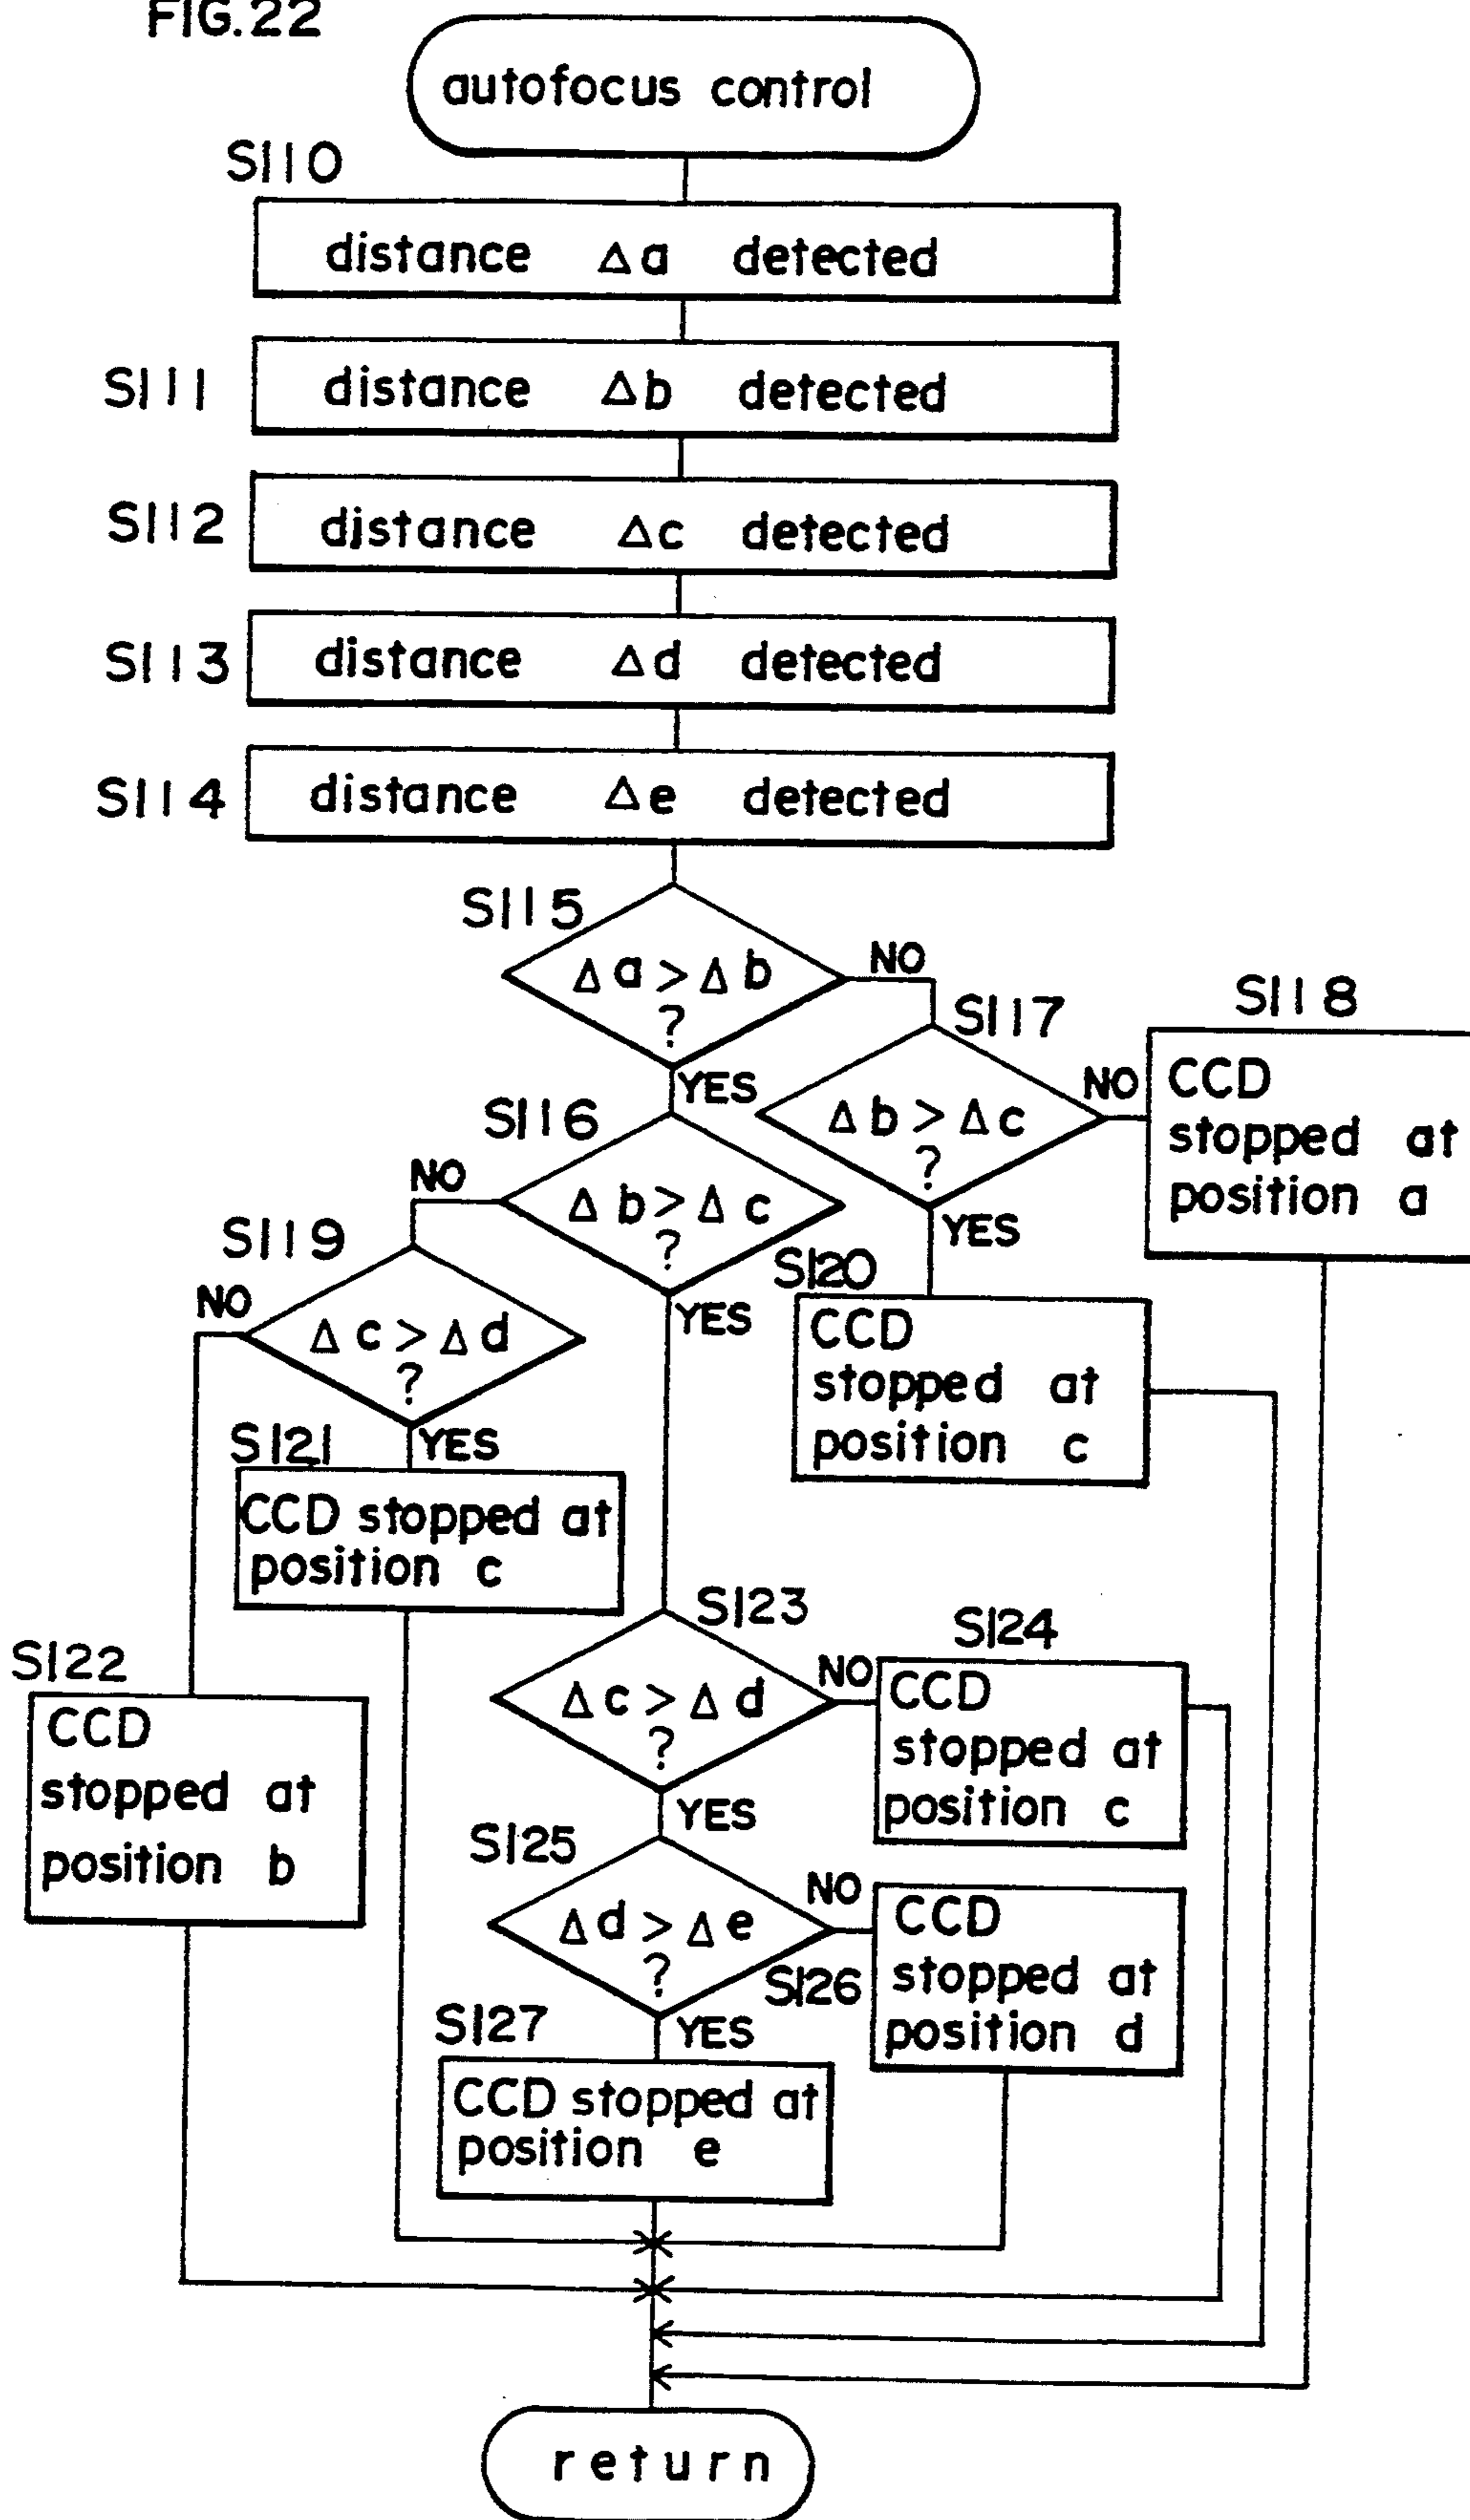 FIG.22
autofocus control
S110
distance Δa detected
S111
distance Δb detected
S112
distance Δc detected
S113
distance Δd detected
S114
distance Δe detected
S115
Δa>Δb
?
NO
YES
S117
Δb>Δc
?
NO
YES
S118
CCD
stopped at
position a
S116
Δb>Δc
?
NO
YES
S119
Δc>Δd
?
NO
YES
S120
CCD
stopped at
position c
S121
CCD stopped at
position c
S122
CCD
stopped at
position b
S123
Δc>Δd
?
NO
YES
S124
CCD
stopped at
position c
S125
Δd>Δe
?
NO
YES
S126
CCD
stopped at
position d
S127
CCD stopped at
position e
return